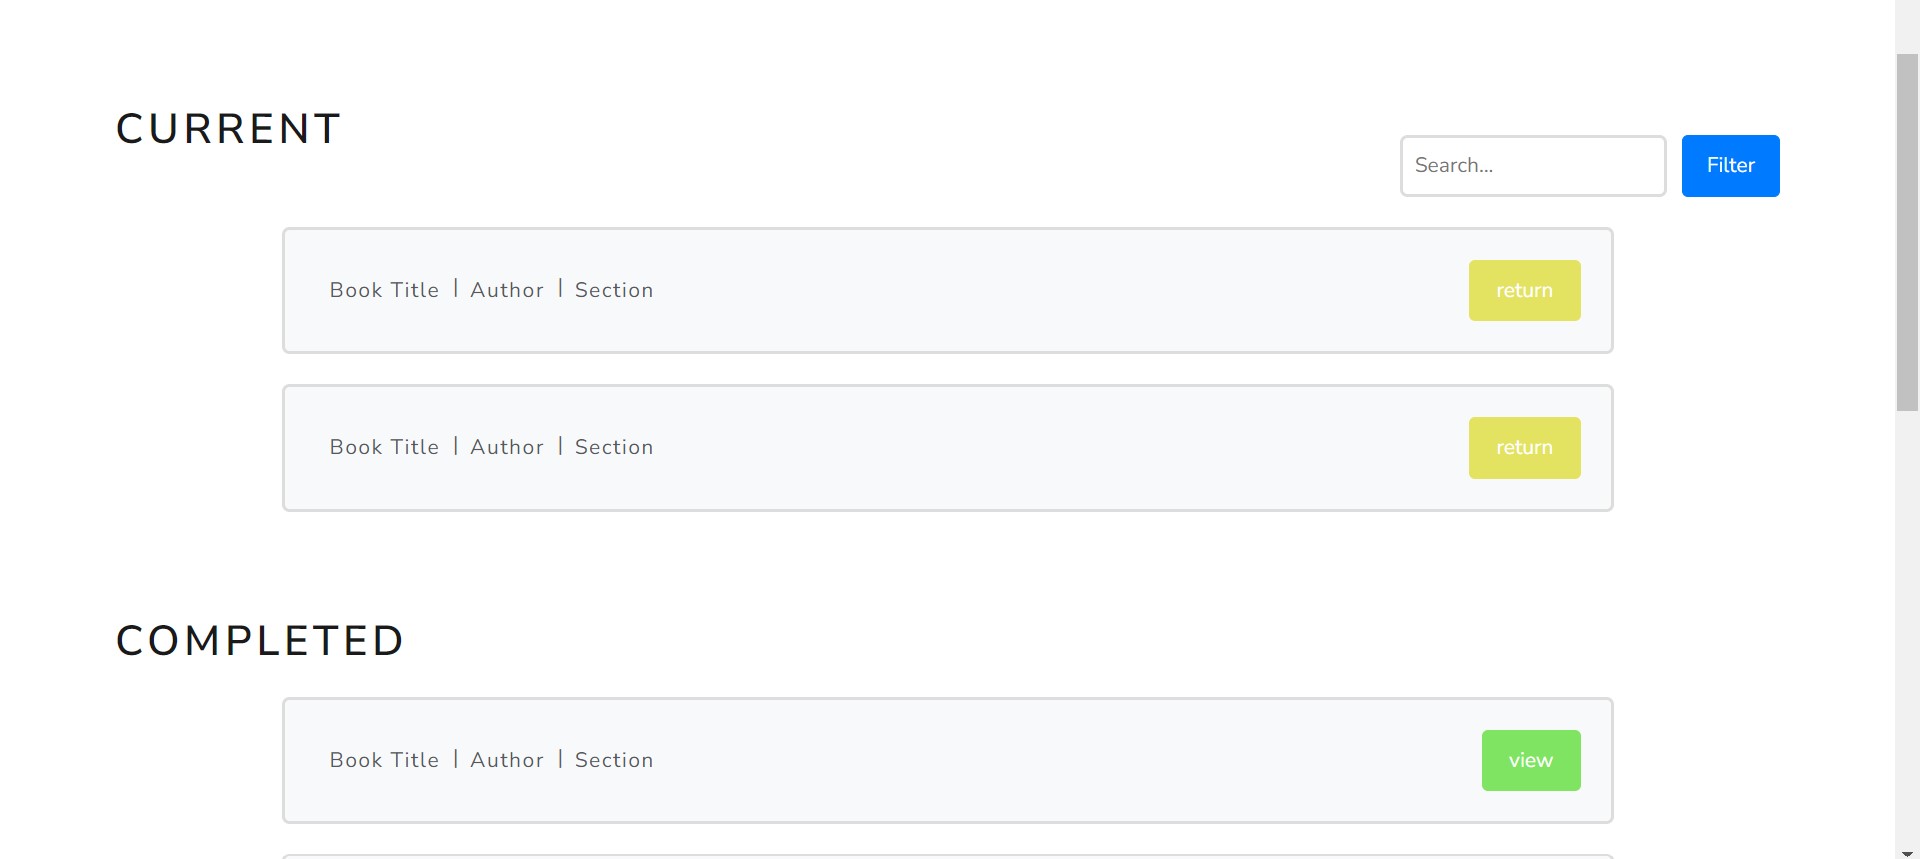 CURRENT
Search...
Filter
Book Title | Author | Section
return
Book Title | Author | Section
return
COMPLETED
Book Title | Author | Section
view